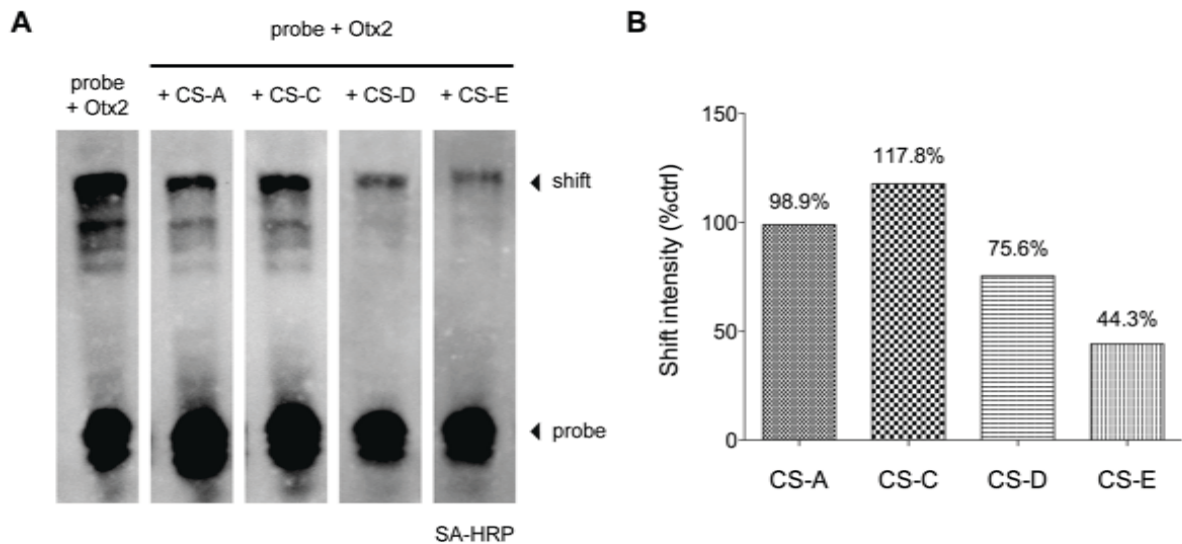 A
probe + Otx2
probe
+ Otx2
+ CS-A
+ CS-C
+ CS-D
+ CS-E
shift
probe
SA-HRP
B
Shift intensity (%ctrl)
150
100
50
0
98.9%
117.8%
75.6%
44.3%
CS-A
CS-C
CS-D
CS-E